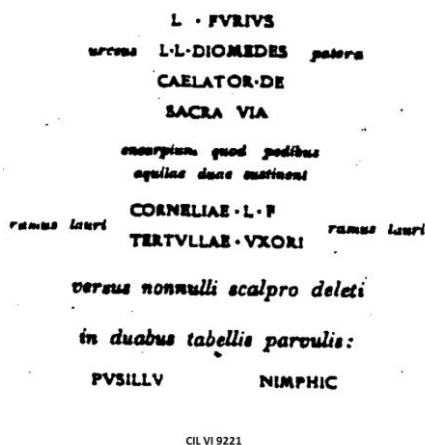 L · FVRIVS
urceus L·L·DIOMEDES patera
CAELATOR·DE
SACRA VIA
encarpium quod pedibus
aquilae duae sustinent
ramus lauri CORNELIAE·L·F ramus lauri
TERTVLLAE·VXORI
versus nonnulli scalpro deleti
in duabus tabellis parvulis:
PVSILLV NIMPHIC
CIL VI 9221